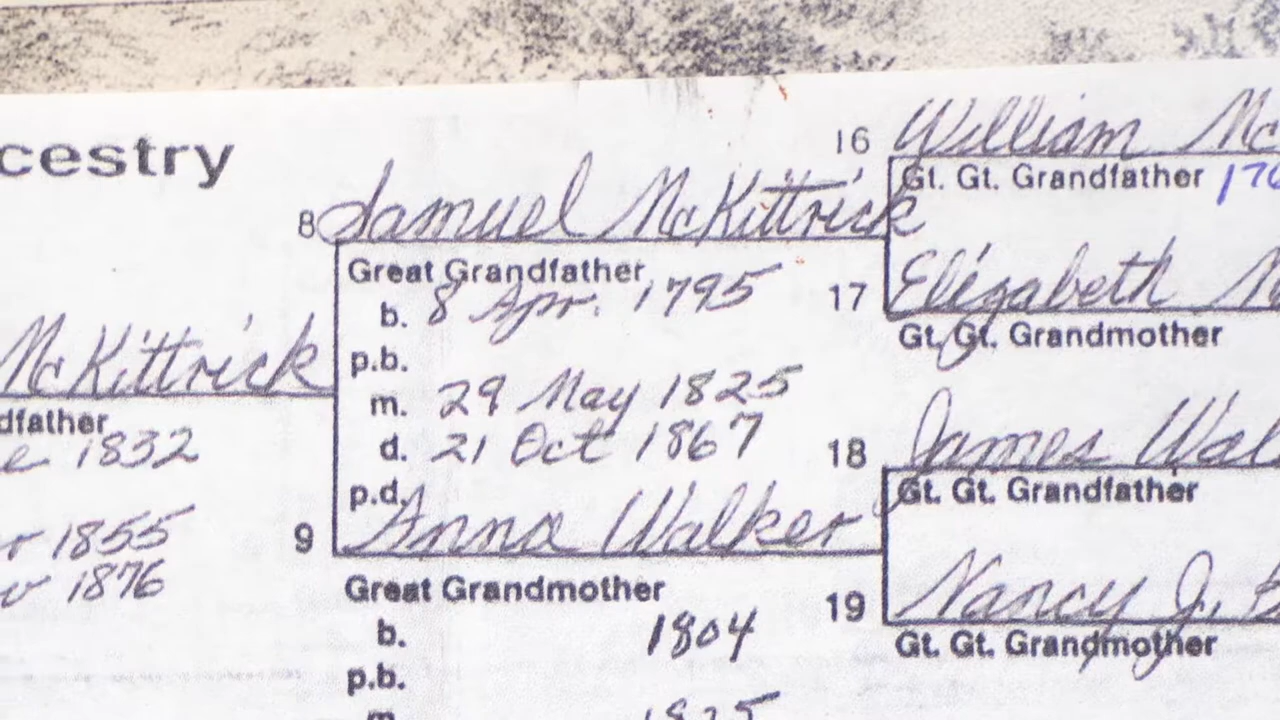 cestry
McKittrick
dfather
e 1832
r 1855
v 1876
8 Samuel McKittrick
Great Grandfather
b. 8 Apr. 1795
p.b.
m. 29 May 1825
d. 21 Oct 1867
p.d.
9 Anna Walker
Great Grandmother
b. 1804
p.b.
m. 1825
16 William Mc
Gt. Gt. Grandfather 176
17 Elizabeth
Gt. Gt. Grandmother
18 James Wal
Gt. Gt. Grandfather
19 Nancy J.
Gt. Gt. Grandmother